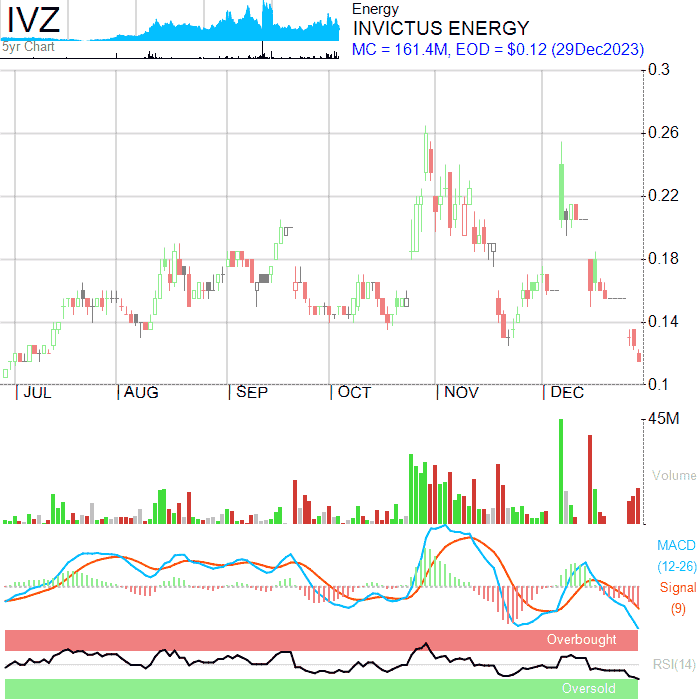 IVZ
5yr Chart
Energy
INVICTUS ENERGY
MC = 161.4M, EOD = $0.12 (29Dec2023)
0.3
0.26
0.22
0.18
0.14
0.1
JUL AUG SEP OCT NOV DEC
45M
Volume
MACD
(12-26)
Signal
(9)
Overbought
RSI(14)
Oversold